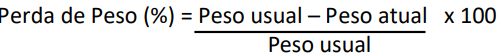 Perda de Peso (%) = Peso usual – Peso atual x 100
Peso usual